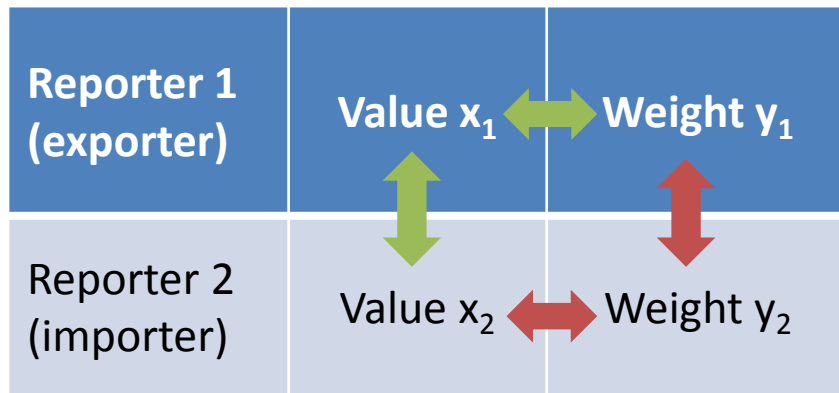 Reporter 1
(exporter)
Value x₁
Weight y₁
Reporter 2
(importer)
Value x₂
Weight y₂